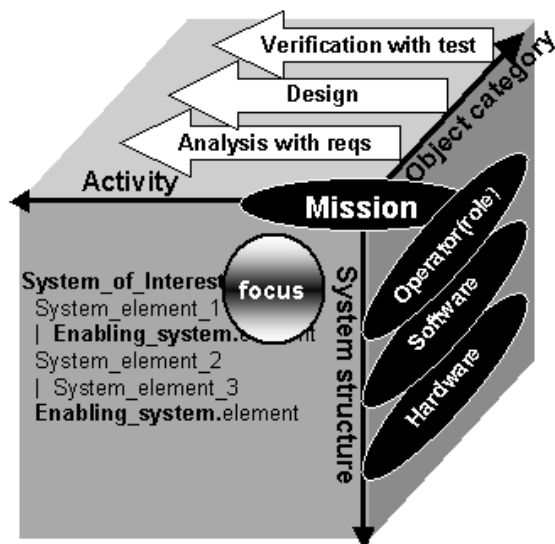 Verification with test
Design
Analysis with reqs
Object category
Activity
Mission
Operator(role)
Software
Hardware
System structure
focus
System_of_Interest
System_element_1
| Enabling_system.element
System_element_2
| System_element_3
Enabling_system.element